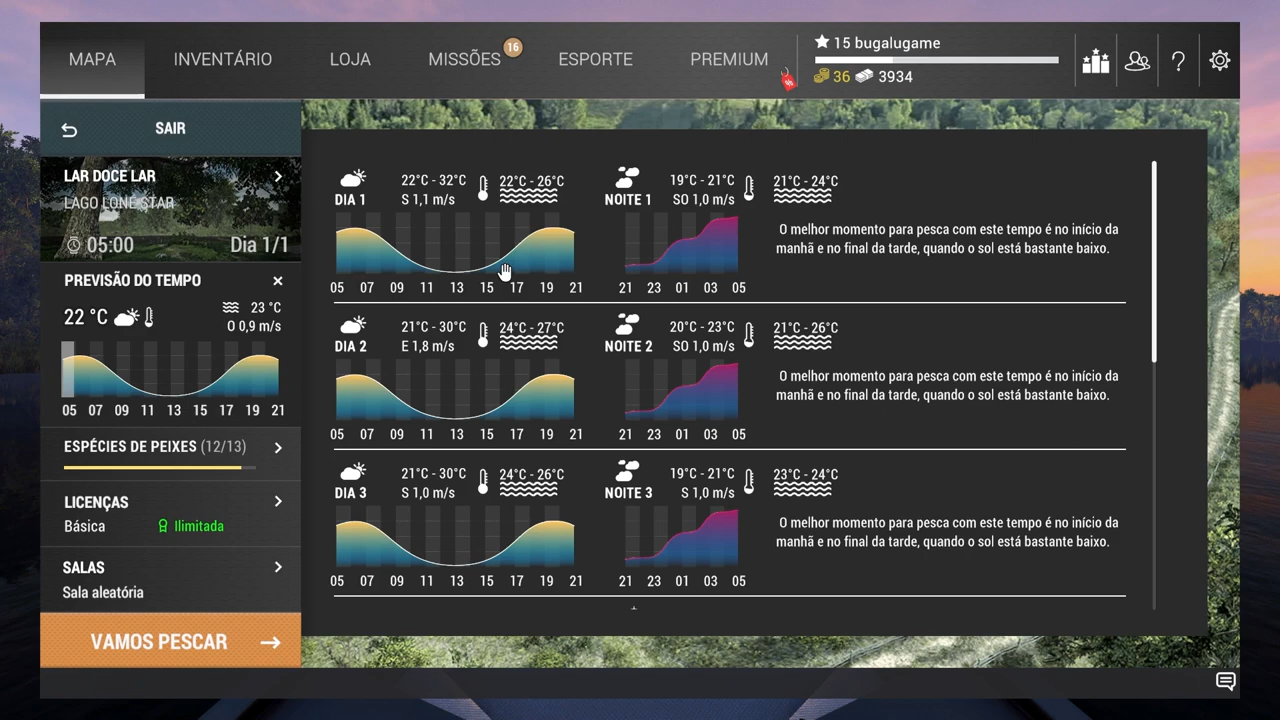 MAPA
INVENTÁRIO
LOJA
MISSÕES
16
ESPORTE
PREMIUM
%
15 bugalugame
36 3934
?
SAIR
LAR DOCE LAR
LAGO LONE STAR
05:00 Dia 1/1
PREVISÃO DO TEMPO
22 °C
23 °C
O 0,9 m/s
05 07 09 11 13 15 17 19 21
ESPÉCIES DE PEIXES (12/13)
LICENÇAS
Básica Ilimitada
SALAS
Sala aleatória
VAMOS PESCAR
DIA 1
22°C - 32°C
S 1,1 m/s
22°C - 26°C
NOITE 1
19°C - 21°C
SO 1,0 m/s
21°C - 24°C
05 07 09 11 13 15 17 19 21
21 23 01 03 05
O melhor momento para pesca com este tempo é no início da
manhã e no final da tarde, quando o sol está bastante baixo.
DIA 2
21°C - 30°C
E 1,8 m/s
24°C - 27°C
NOITE 2
20°C - 23°C
SO 1,0 m/s
21°C - 26°C
05 07 09 11 13 15 17 19 21
21 23 01 03 05
O melhor momento para pesca com este tempo é no início da
manhã e no final da tarde, quando o sol está bastante baixo.
DIA 3
21°C - 30°C
S 1,0 m/s
24°C - 26°C
NOITE 3
19°C - 21°C
S 1,0 m/s
23°C - 24°C
05 07 09 11 13 15 17 19 21
21 23 01 03 05
O melhor momento para pesca com este tempo é no início da
manhã e no final da tarde, quando o sol está bastante baixo.